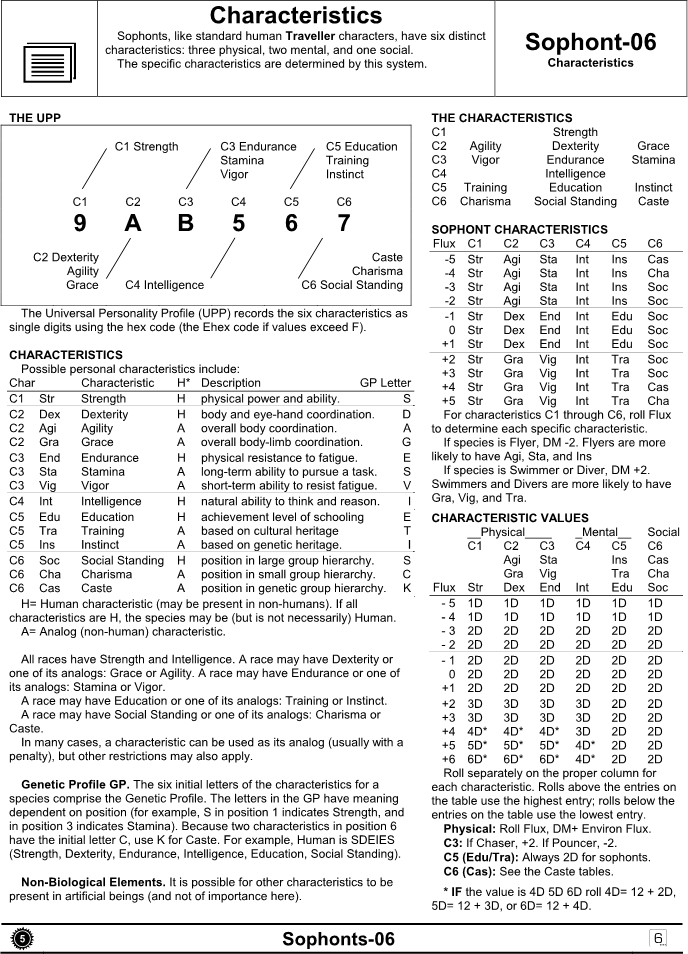 Characteristics
Sophonts, like standard human Traveller characters, have six distinct
characteristics: three physical, two mental, and one social.
The specific characteristics are determined by this system.
Sophont-06
Characteristics
THE UPP
C1 Strength
C3 Endurance
Stamina
Vigor
C5 Education
Training
Instinct
C1 C2 C3 C4 C5 C6
9 A B 5 6 7
C2 Dexterity
Agility
Grace
C4 Intelligence
Caste
Charisma
C6 Social Standing
The Universal Personality Profile (UPP) records the six characteristics as
single digits using the hex code (the Ehex code if values exceed F).
CHARACTERISTICS
Possible personal characteristics include:
Char Characteristic H* Description GP Letter
C1 Str Strength H physical power and ability. S
C2 Dex Dexterity H body and eye-hand coordination. D
C2 Agi Agility A overall body coordination. A
C2 Gra Grace A overall body-limb coordination. G
C3 End Endurance H physical resistance to fatigue. E
C3 Sta Stamina A long-term ability to pursue a task. S
C3 Vig Vigor A short-term ability to resist fatigue. V
C4 Int Intelligence H natural ability to think and reason. I
C5 Edu Education H achievement level of schooling E
C5 Tra Training A based on cultural heritage T
C5 Ins Instinct A based on genetic heritage. I
C6 Soc Social Standing H position in large group hierarchy. S
C6 Cha Charisma A position in small group hierarchy. C
C6 Cas Caste A position in genetic group hierarchy. K
H= Human characteristic (may be present in non-humans). If all
characteristics are H, the species may be (but is not necessarily) Human.
A= Analog (non-human) characteristic.
All races have Strength and Intelligence. A race may have Dexterity or
one of its analogs: Grace or Agility. A race may have Endurance or one of
its analogs: Stamina or Vigor.
A race may have Education or one of its analogs: Training or Instinct.
A race may have Social Standing or one of its analogs: Charisma or
Caste.
In many cases, a characteristic can be used as its analog (usually with a
penalty), but other restrictions may also apply.
Genetic Profile GP. The six initial letters of the characteristics for a
species comprise the Genetic Profile. The letters in the GP have meaning
dependent on position (for example, S in position 1 indicates Strength, and
in position 3 indicates Stamina). Because two characteristics in position 6
have the initial letter C, use K for Caste. For example, Human is SDEIES
(Strength, Dexterity, Endurance, Intelligence, Education, Social Standing).
Non-Biological Elements. It is possible for other characteristics to be
present in artificial beings (and not of importance here).
THE CHARACTERISTICS
C1 Strength
C2 Agility Dexterity Grace
C3 Vigor Endurance Stamina
C4 Intelligence
C5 Training Education Instinct
C6 Charisma Social Standing Caste
SOPHONT CHARACTERISTICS
Flux C1 C2 C3 C4 C5 C6
-5 Str Agi Sta Int Ins Cas
-4 Str Agi Sta Int Ins Cha
-3 Str Agi Sta Int Ins Soc
-2 Str Agi Sta Int Ins Soc
-1 Str Dex End Int Edu Soc
0 Str Dex End Int Edu Soc
+1 Str Dex End Int Edu Soc
+2 Str Gra Vig Int Tra Soc
+3 Str Gra Vig Int Tra Soc
+4 Str Gra Vig Int Tra Cas
+5 Str Gra Vig Int Tra Cha
For characteristics C1 through C6, roll Flux
to determine each specific characteristic.
If species is Flyer, DM -2. Flyers are more
likely to have Agi, Sta, and Ins
If species is Swimmer or Diver, DM +2.
Swimmers and Divers are more likely to have
Gra, Vig, and Tra.
CHARACTERISTIC VALUES
__Physical____ _Mental__ Social
C1 C2 C3 C4 C5 C6
Agi Sta Ins Cas
Gra Vig Tra Cha
Flux Str Dex End Int Edu Soc
- 5 1D 1D 1D 1D 1D 1D
- 4 1D 1D 1D 1D 1D 1D
- 3 2D 2D 2D 2D 2D 2D
- 2 2D 2D 2D 2D 2D 2D
- 1 2D 2D 2D 2D 2D 2D
0 2D 2D 2D 2D 2D 2D
+1 2D 2D 2D 2D 2D 2D
+2 3D 3D 3D 3D 2D 2D
+3 3D 3D 3D 3D 2D 2D
+4 4D* 4D* 4D* 3D 2D 2D
+5 5D* 5D* 5D* 4D* 2D 2D
+6 6D* 6D* 6D* 4D* 2D 2D
Roll separately on the proper column for
each characteristic. Rolls above the entries on
the table use the highest entry; rolls below the
entries on the table use the lowest entry.
Physical: Roll Flux, DM+ Environ Flux.
C3: If Chaser, +2. If Pouncer, -2.
C5 (Edu/Tra): Always 2D for sophonts.
C6 (Cas): See the Caste tables.
* IF the value is 4D 5D 6D roll 4D= 12 + 2D,
5D= 12 + 3D, or 6D= 12 + 4D.
5
Sophonts-06
6